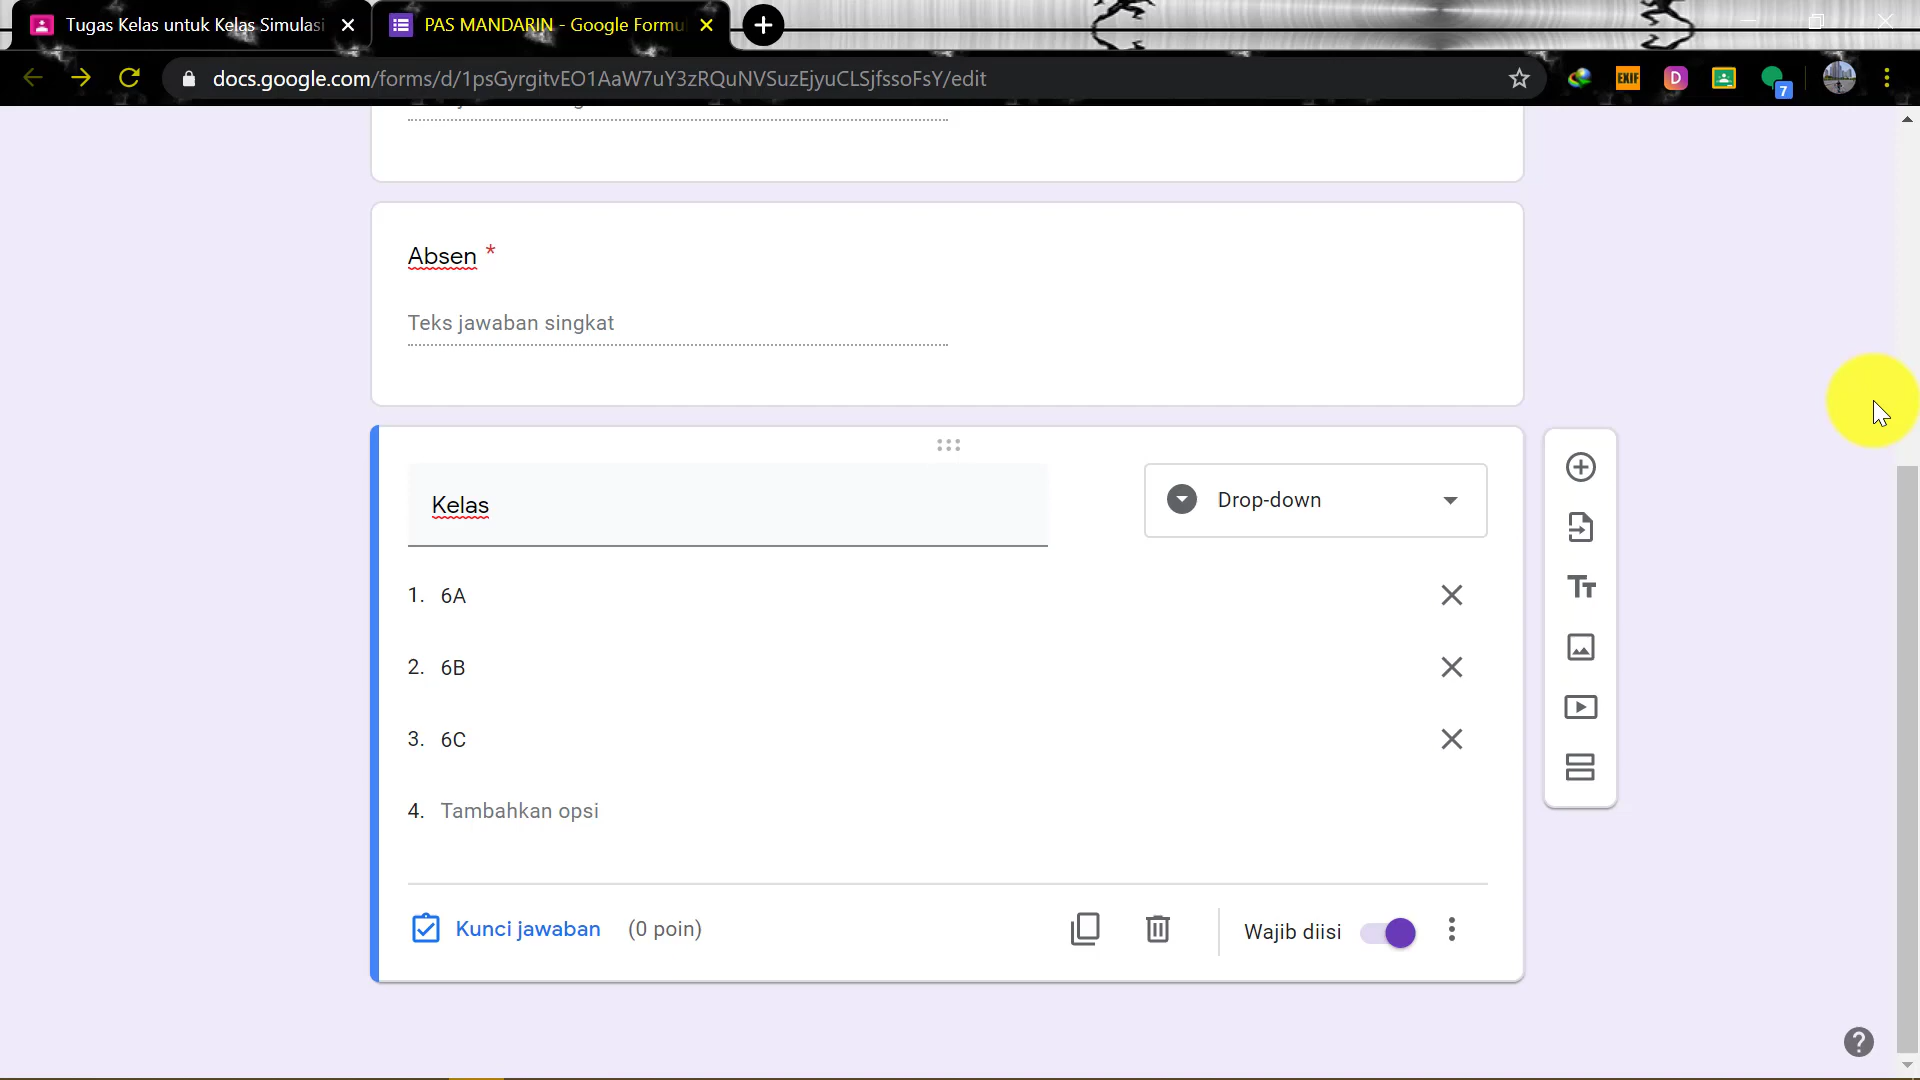 Tugas Kelas untuk Kelas Simulasi
PAS MANDARIN - Google Formu
docs.google.com/forms/d/1psGyrgitvEO1AaW7uY3zRQuNVSuzEjyuCLSjfssoFsY/edit
EXIF
D
7
Absen *
Teks jawaban singkat
Kelas
Drop-down
1. 6A
2. 6B
3. 6C
4. Tambahkan opsi
Kunci jawaban (0 poin)
Wajib diisi